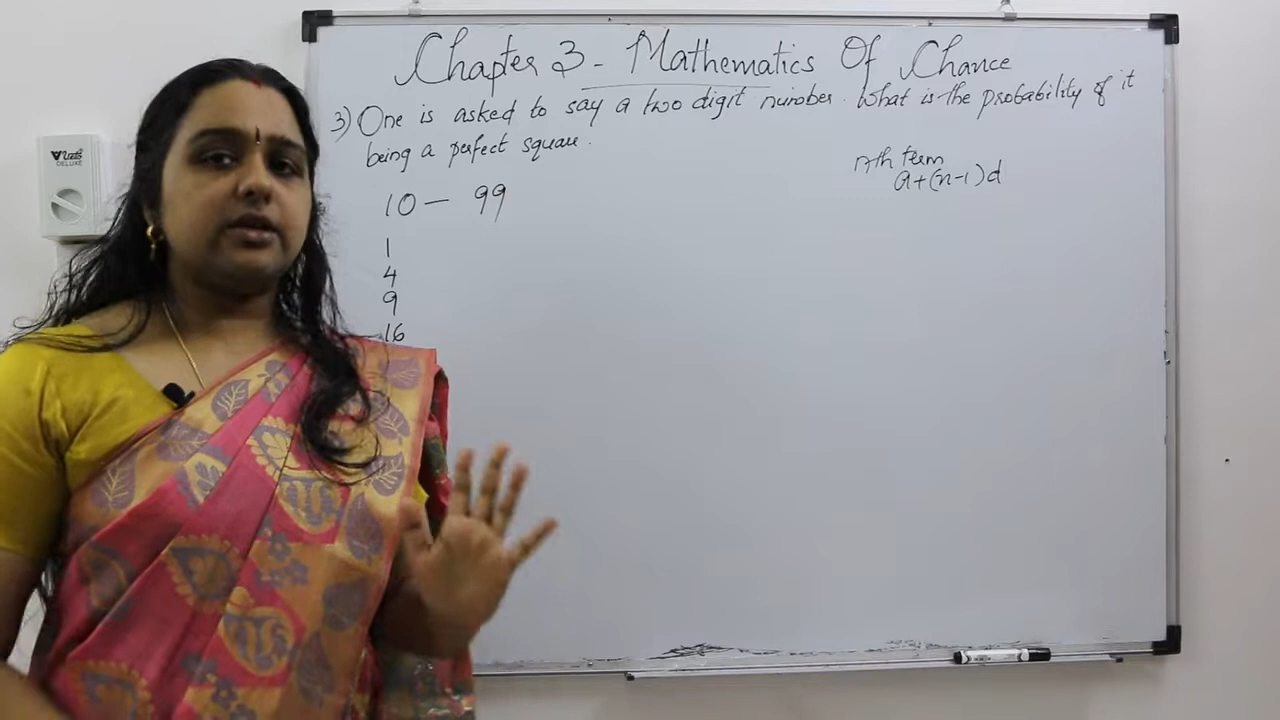 Chapter 3 - Mathematics Of Chance
3) One is asked to say a two digit number. What is the probability of it
being a perfect square.
nth term
a+(n-1)d
10 - 99
1
4
9
16
DELUXE